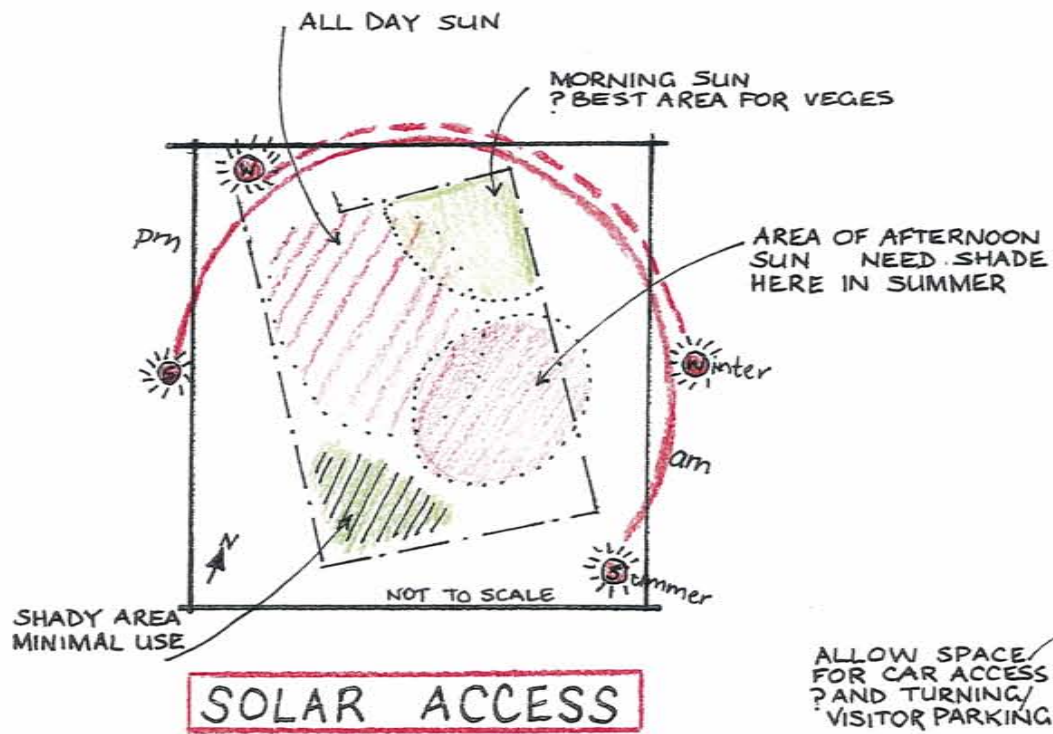 ALL DAY SUN
MORNING SUN
? BEST AREA FOR VEGES
W
pm
AREA OF AFTERNOON
SUN NEED SHADE
HERE IN SUMMER
S
Winter
am
N
Summer
NOT TO SCALE
SHADY AREA
MINIMAL USE
SOLAR ACCESS
ALLOW SPACE
FOR CAR ACCESS
? AND TURNING/
VISITOR PARKING